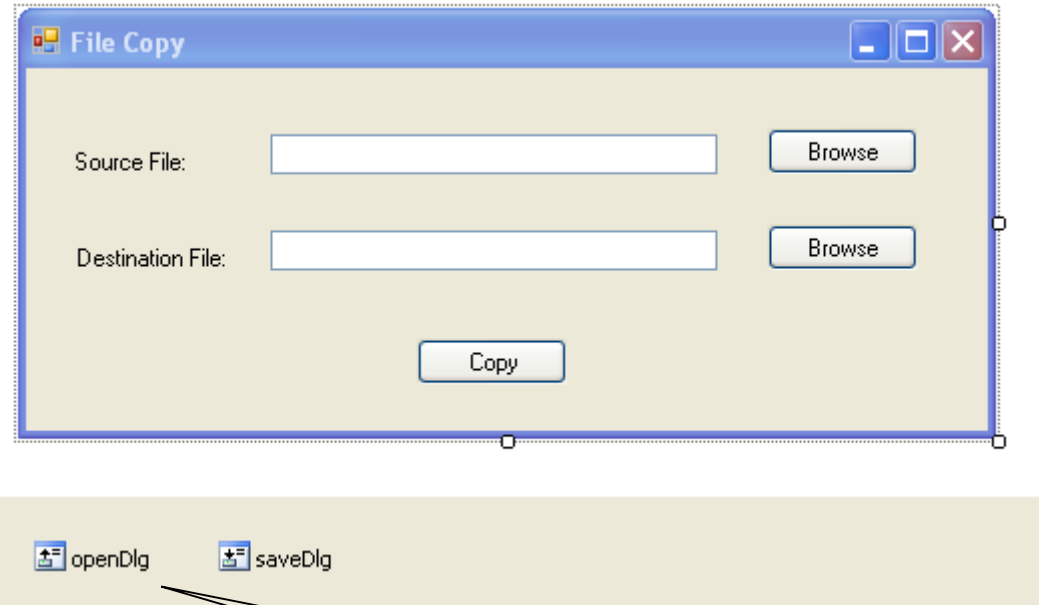 File Copy
Source File:
Browse
Destination File:
Browse
Copy
openDlg
saveDlg